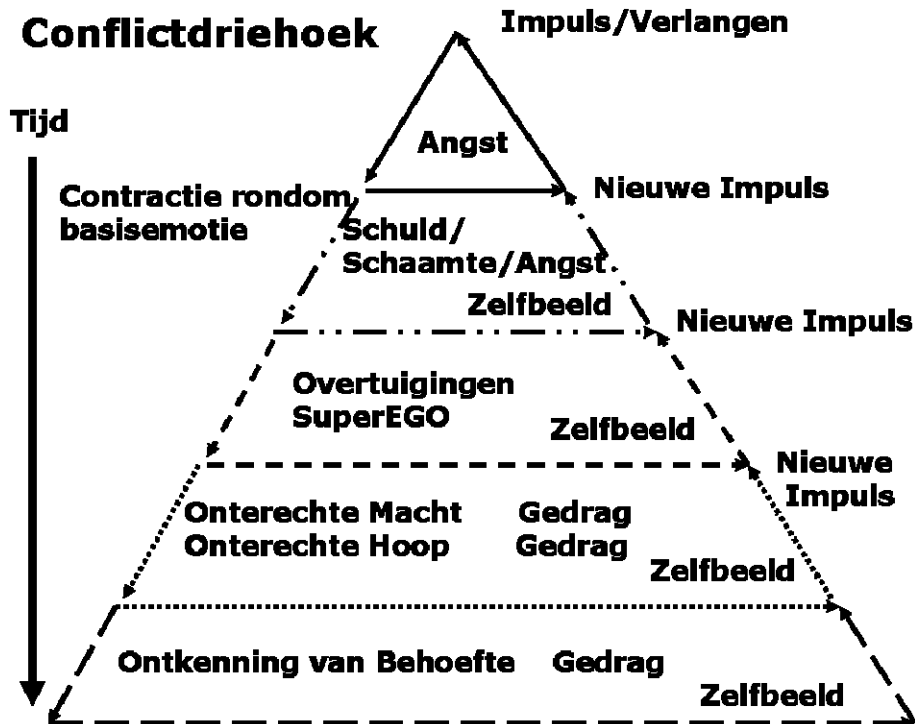 Conflictdriehoek
Impuls/Verlangen
Tijd
Angst
Contractie rondom
basisemotie
Nieuwe Impuls
Schuld/
Schaamte/Angst
Zelfbeeld
Nieuwe Impuls
Overtuigingen
SuperEGO
Zelfbeeld
Nieuwe
Impuls
Onterechte Macht Gedrag
Onterechte Hoop Gedrag
Zelfbeeld
Ontkenning van Behoefte Gedrag
Zelfbeeld